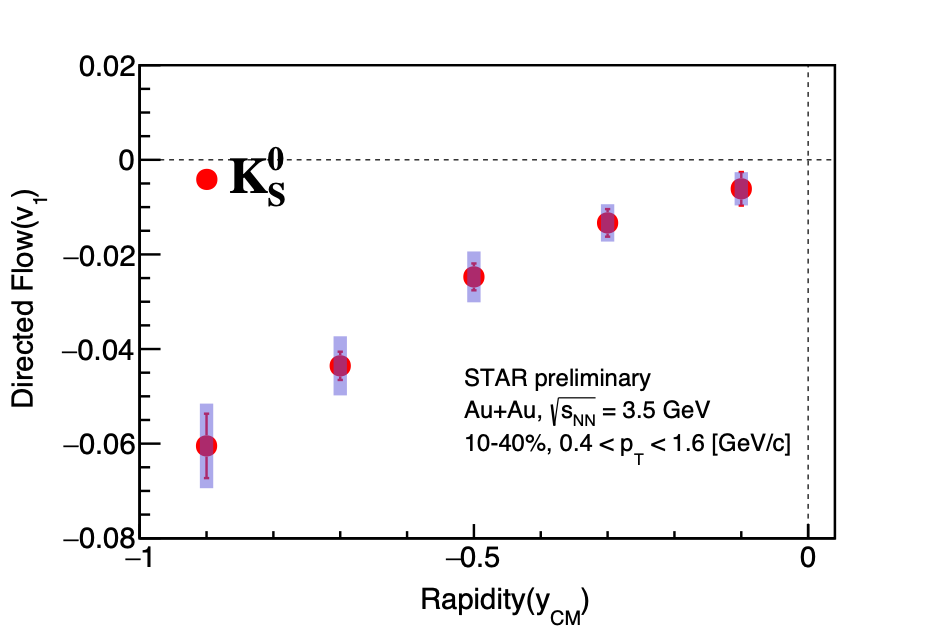 0.02
0
−0.02
−0.04
−0.06
−0.08
Directed Flow(v₁)
K⁰S
STAR preliminary
Au+Au, √sNN = 3.5 GeV
10-40%, 0.4 < pT < 1.6 [GeV/c]
−1
−0.5
0
Rapidity(yCM)